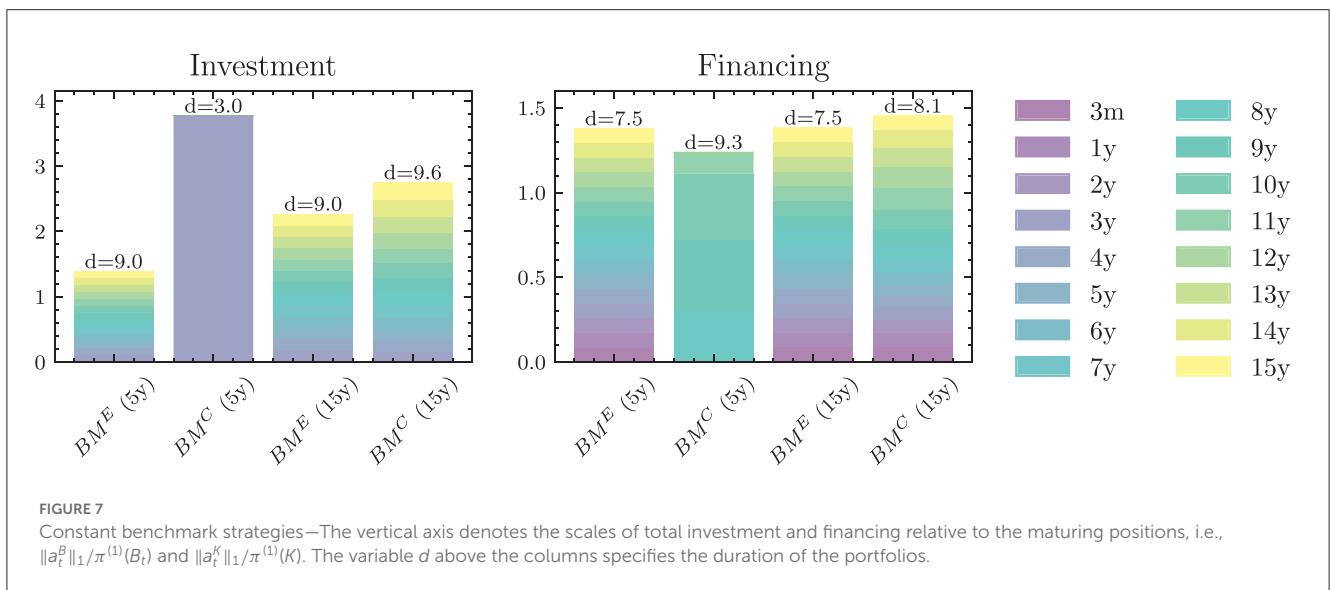 Investment
4
3
2
1
0
d=9.0
d=3.0
d=9.0
d=9.6
BM^E (5y)
BM^C (5y)
BM^E (15y)
BM^C (15y)
Financing
1.5
1.0
0.5
0.0
d=7.5
d=9.3
d=7.5
d=8.1
BM^E (5y)
BM^C (5y)
BM^E (15y)
BM^C (15y)
3m
1y
2y
3y
4y
5y
6y
7y
8y
9y
10y
11y
12y
13y
14y
15y
FIGURE 7
Constant benchmark strategies—The vertical axis denotes the scales of total investment and financing relative to the maturing positions, i.e.,
‖a_t^B‖_1/π^(1)(B_t) and ‖a_t^K‖_1/π^(1)(K). The variable d above the columns specifies the duration of the portfolios.